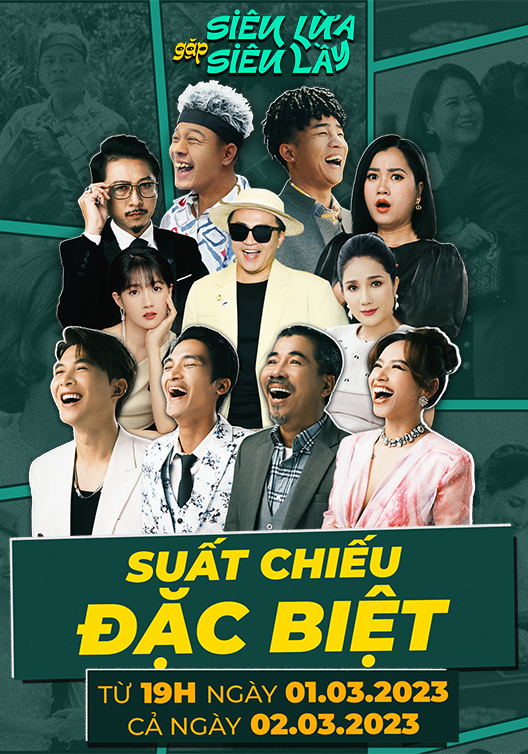 SIÊU LỪA
gặp
SIÊU LẦY
SUẤT CHIẾU
ĐẶC BIỆT
TỪ 19H NGÀY 01.03.2023
CẢ NGÀY 02.03.2023